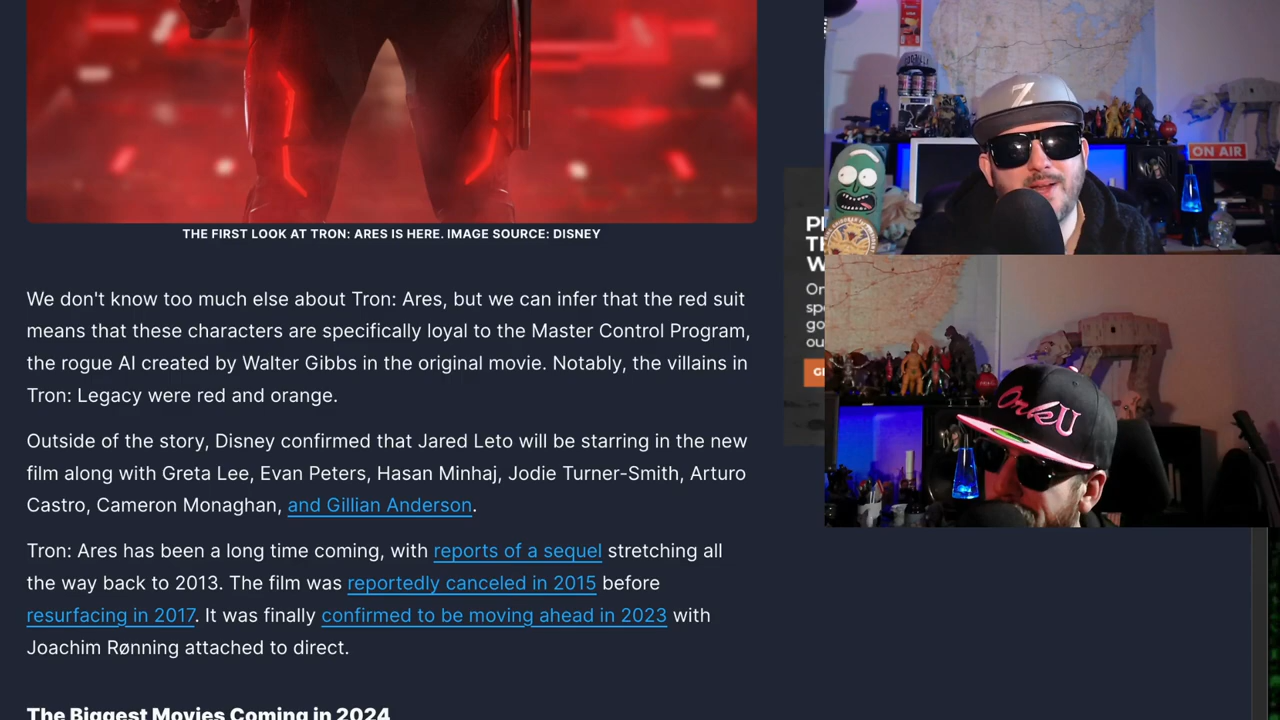 THE FIRST LOOK AT TRON: ARES IS HERE. IMAGE SOURCE: DISNEY
We don't know too much else about Tron: Ares, but we can infer that the red suit
means that these characters are specifically loyal to the Master Control Program,
the rogue AI created by Walter Gibbs in the original movie. Notably, the villains in
Tron: Legacy were red and orange.
Outside of the story, Disney confirmed that Jared Leto will be starring in the new
film along with Greta Lee, Evan Peters, Hasan Minhaj, Jodie Turner-Smith, Arturo
Castro, Cameron Monaghan, and Gillian Anderson.
Tron: Ares has been a long time coming, with reports of a sequel stretching all
the way back to 2013. The film was reportedly canceled in 2015 before
resurfacing in 2017. It was finally confirmed to be moving ahead in 2023 with
Joachim Rønning attached to direct.
The Biggest Movies Coming in 2024
Z
ON AIR
OrkU